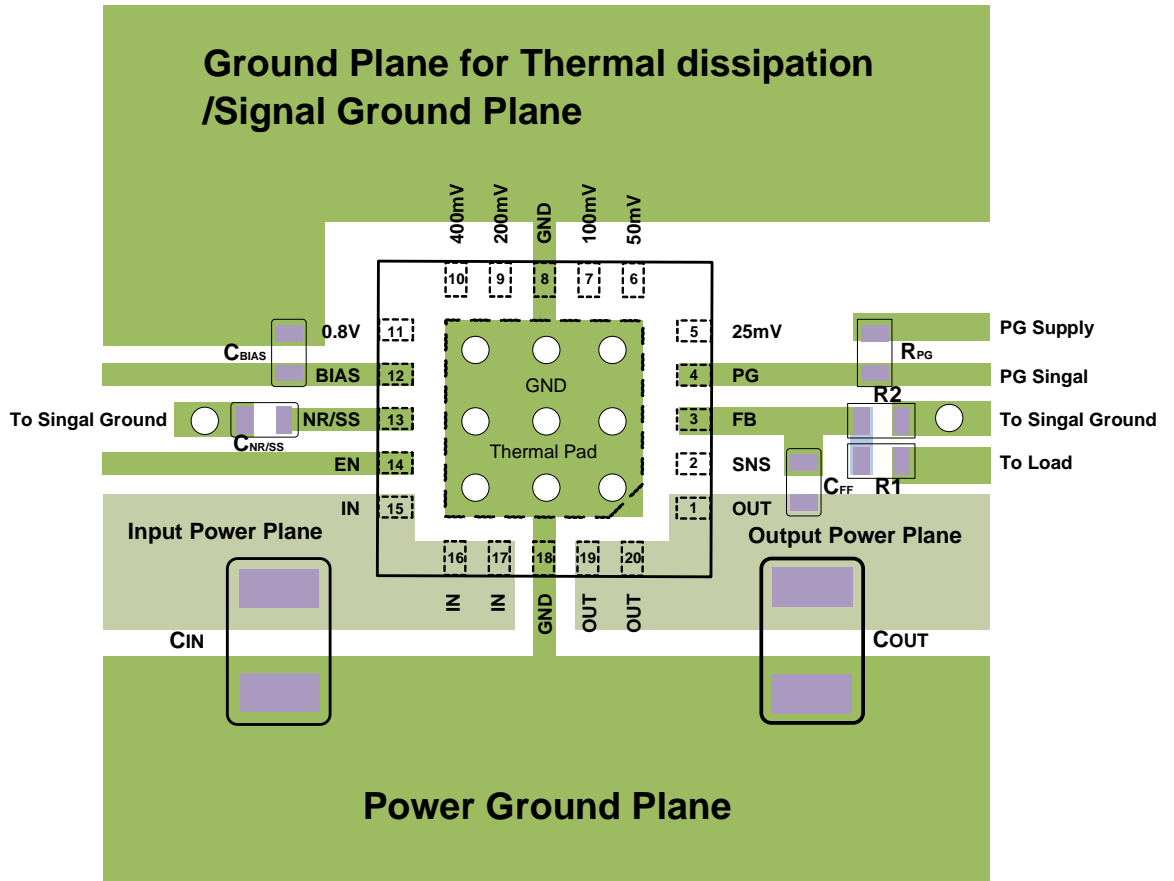 Ground Plane for Thermal dissipation
/Signal Ground Plane
400mV
200mV
GND
100mV
50mV
10
9
8
7
6
0.8V
11
5
25mV
PG Supply
CBIAS
RPG
BIAS
12
4
PG
PG Singal
GND
R2
To Singal Ground
NR/SS
13
3
FB
To Singal Ground
CNR/SS
Thermal Pad
EN
14
2
SNS
To Load
CFF
R1
IN
15
1
OUT
Input Power Plane
Output Power Plane
16
17
18
19
20
IN
IN
GND
OUT
OUT
CIN
COUT
Power Ground Plane